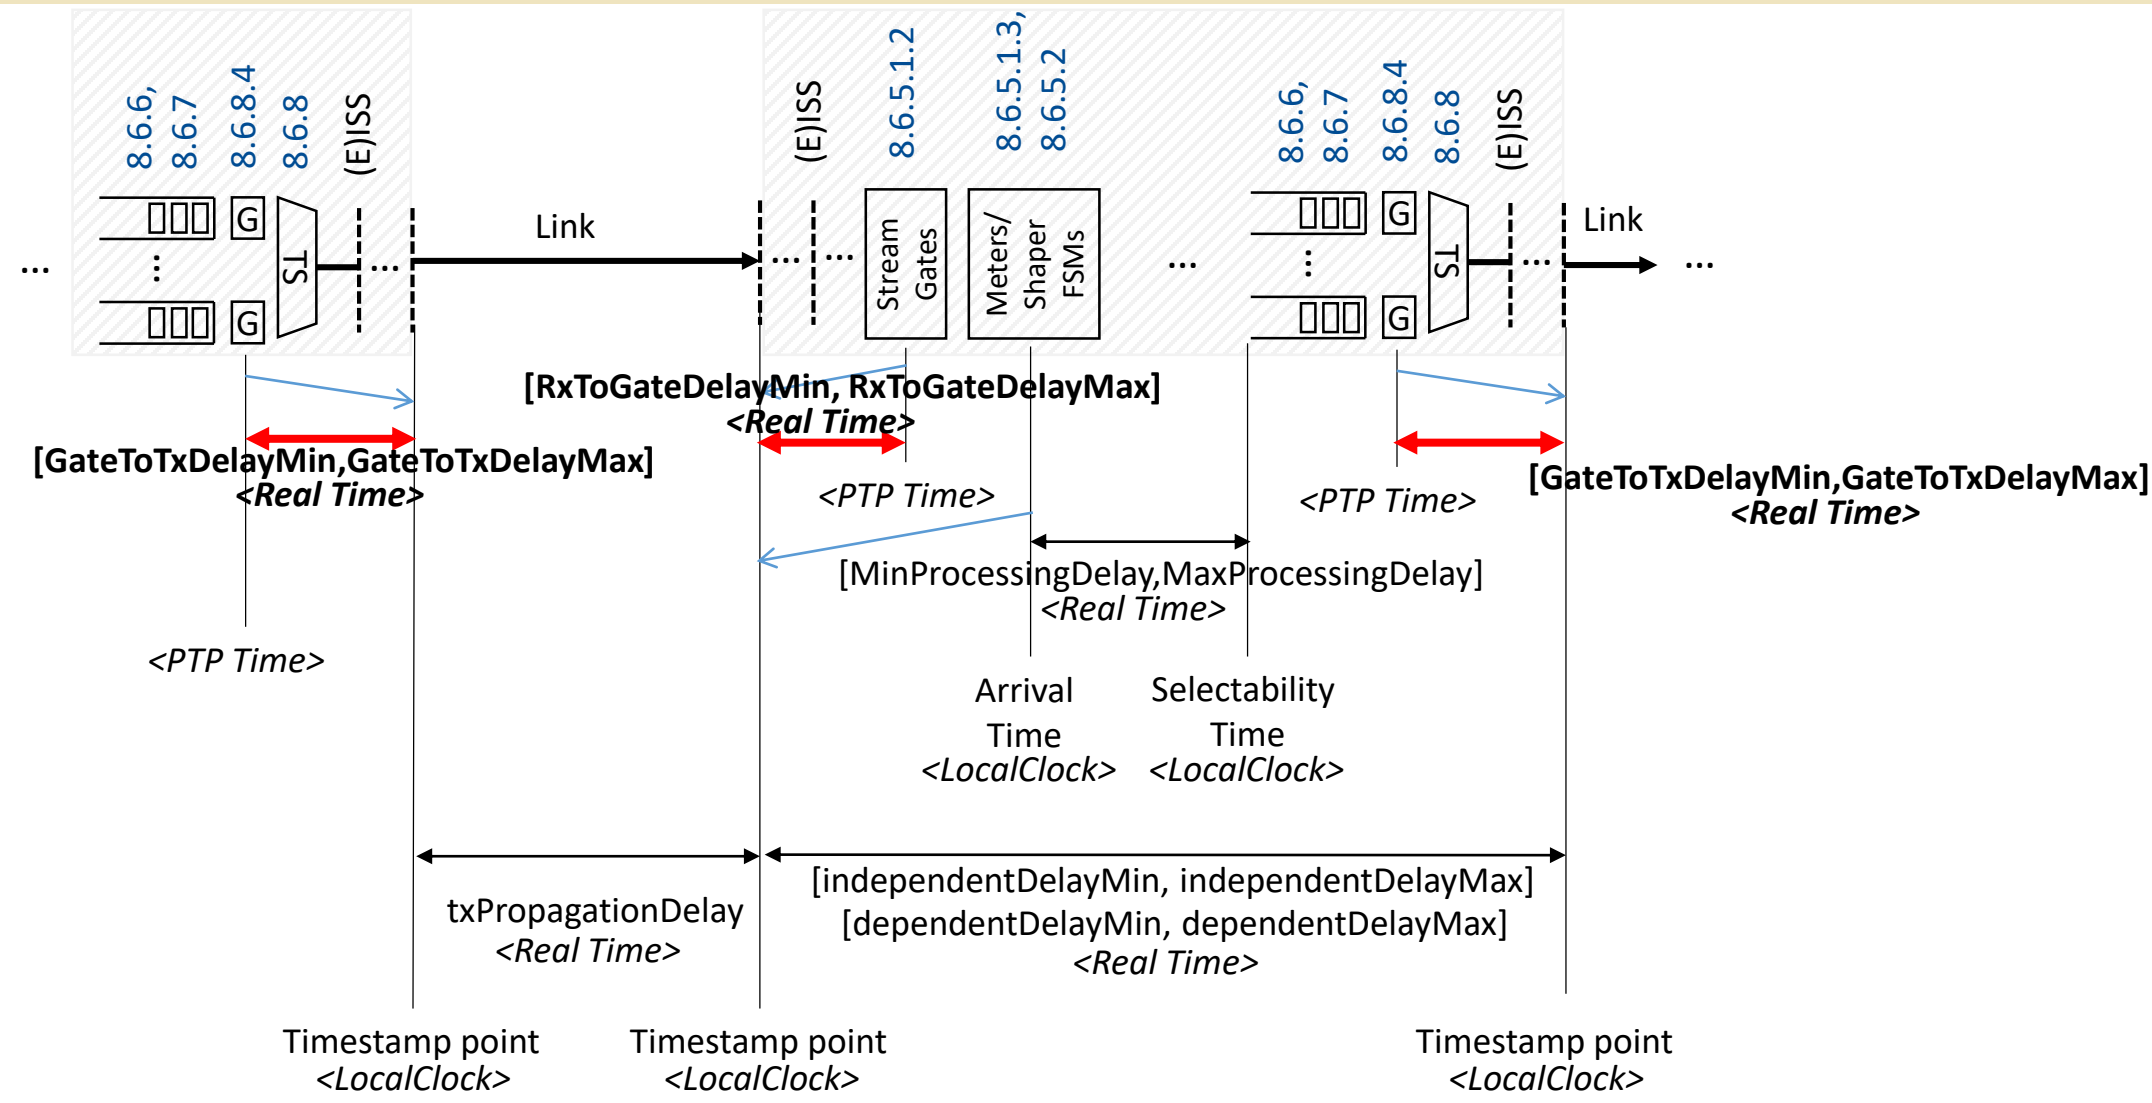 8.6.6,
8.6.7
8.6.8.4
8.6.8
(E)ISS
(E)ISS
8.6.5.1.2
8.6.5.1.3,
8.6.5.2
8.6.6,
8.6.7
8.6.8.4
8.6.8
(E)ISS
...
...
G
G
TS
...
Link
...
...
Stream
Gates
Meters/
Shaper
FSMs
...
...
G
G
TS
...
Link
...
[RxToGateDelayMin, RxToGateDelayMax]
<Real Time>
[GateToTxDelayMin,GateToTxDelayMax]
<Real Time>
<PTP Time>
<PTP Time>
[GateToTxDelayMin,GateToTxDelayMax]
<Real Time>
[MinProcessingDelay,MaxProcessingDelay]
<Real Time>
<PTP Time>
Arrival
Time
<LocalClock>
Selectability
Time
<LocalClock>
txPropagationDelay
<Real Time>
[independentDelayMin, independentDelayMax]
[dependentDelayMin, dependentDelayMax]
<Real Time>
Timestamp point
<LocalClock>
Timestamp point
<LocalClock>
Timestamp point
<LocalClock>